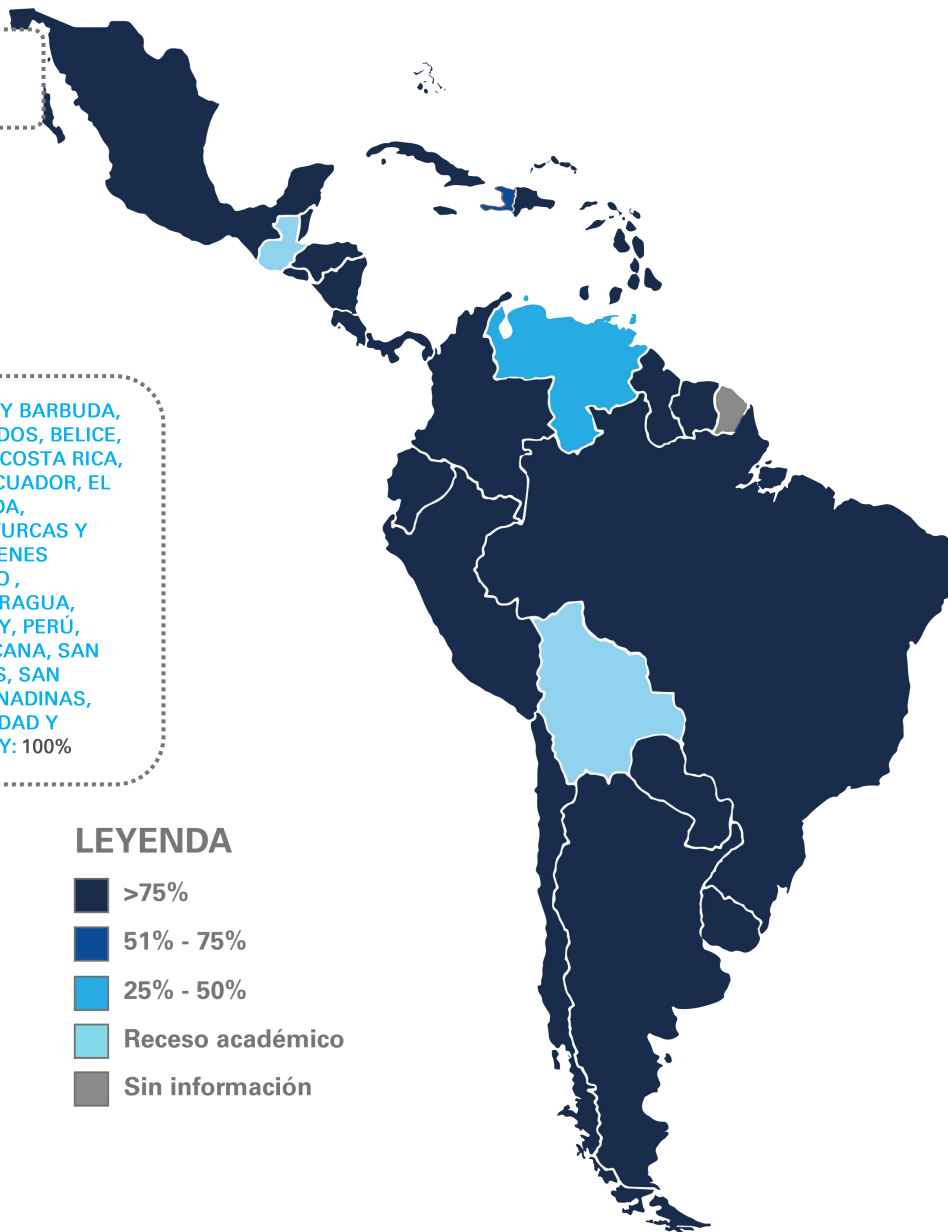 Y BARBUDA,
DOS, BELICE,
COSTA RICA,
CUADOR, EL
DA,
TURCAS Y
ENES
O ,
RAGUA,
Y, PERÚ,
CANA, SAN
S, SAN
NADINAS,
DAD Y
Y: 100%
LEYENDA
>75%
51% - 75%
25% - 50%
Receso académico
Sin información